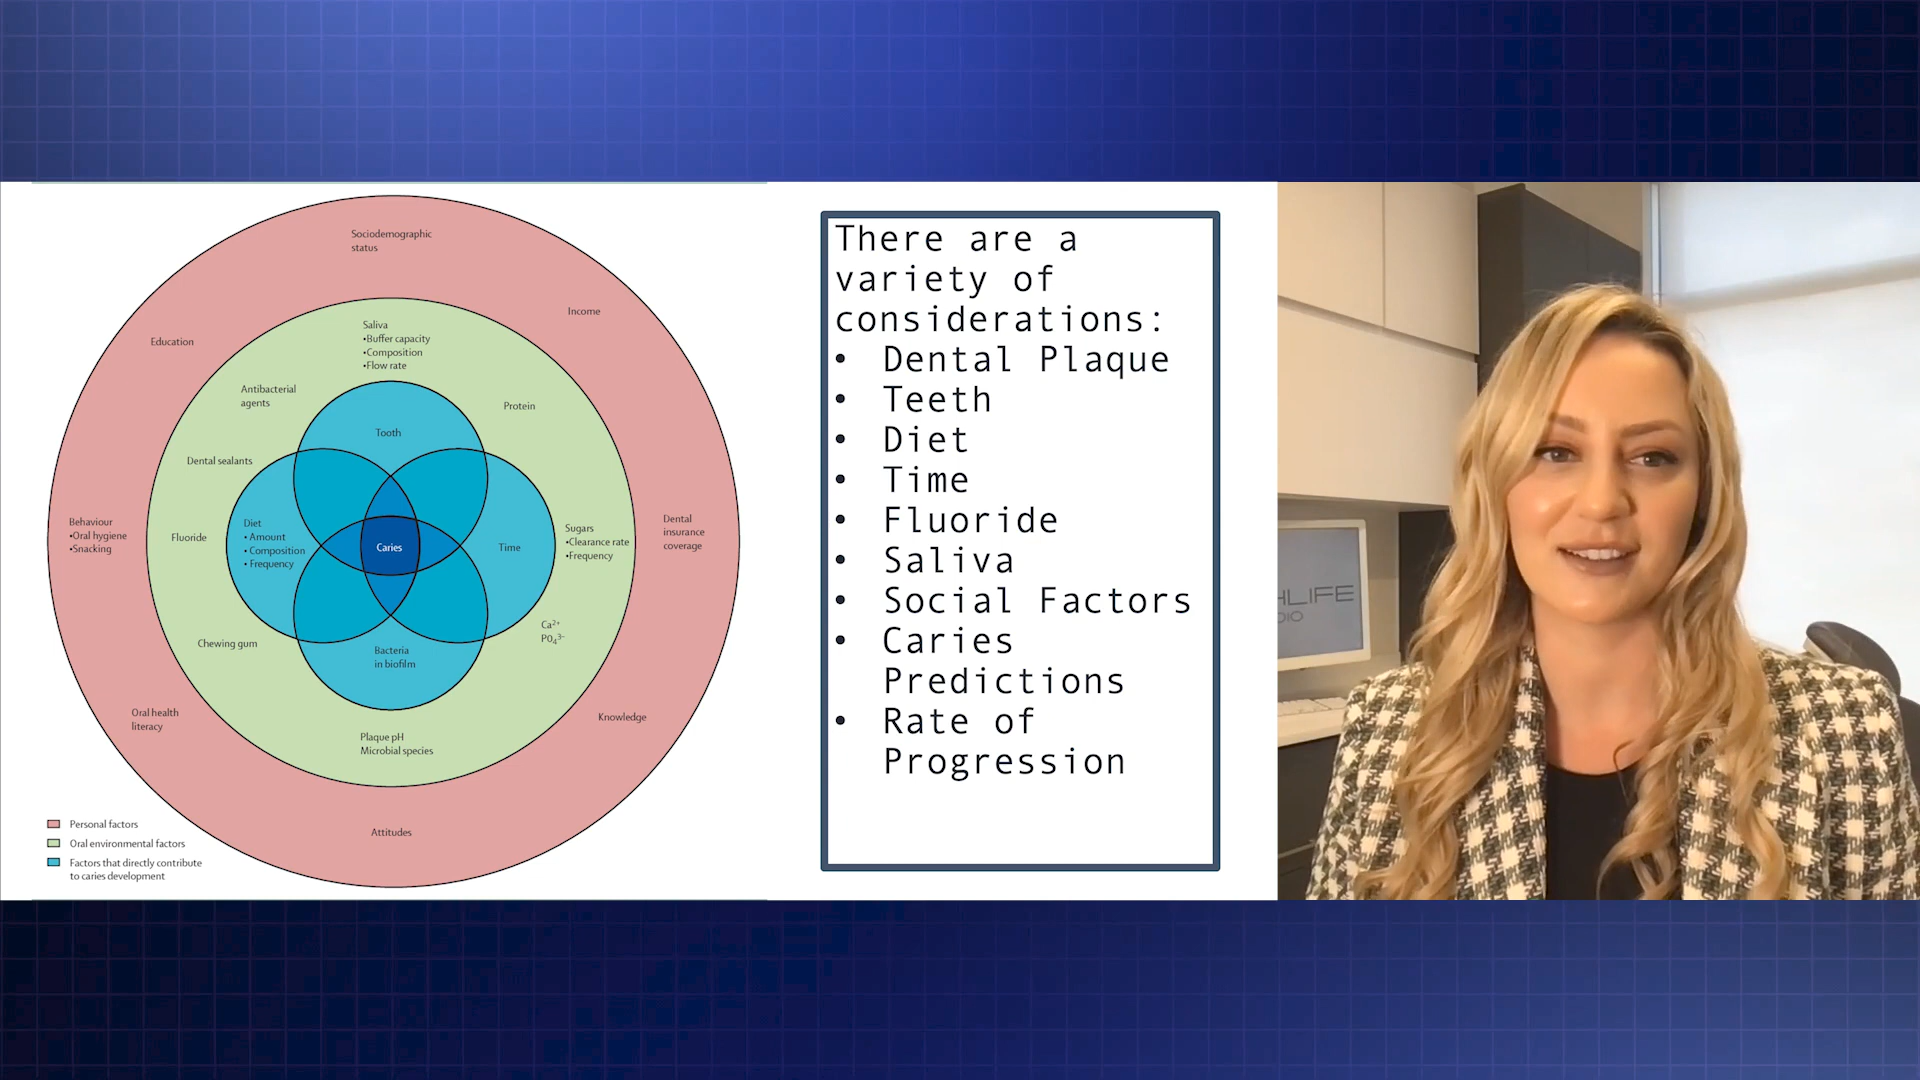 Sociodemographic
status
Income
Education
Saliva
•Buffer capacity
•Composition
•Flow rate
Antibacterial
agents
Protein
Tooth
Dental sealants
Behaviour
•Oral hygiene
•Snacking
Fluoride
Diet
• Amount
• Composition
• Frequency
Caries
Time
Sugars
•Clearance rate
•Frequency
Dental
insurance
coverage
Ca2+
PO43-
Chewing gum
Bacteria
in biofilm
Oral health
literacy
Knowledge
Plaque pH
Microbial species
Attitudes
Personal factors
Oral environmental factors
Factors that directly contribute
to caries development
There are a
variety of
considerations:
• Dental Plaque
• Teeth
• Diet
• Time
• Fluoride
• Saliva
• Social Factors
• Caries
Predictions
• Rate of
Progression
HLIFE
DIO